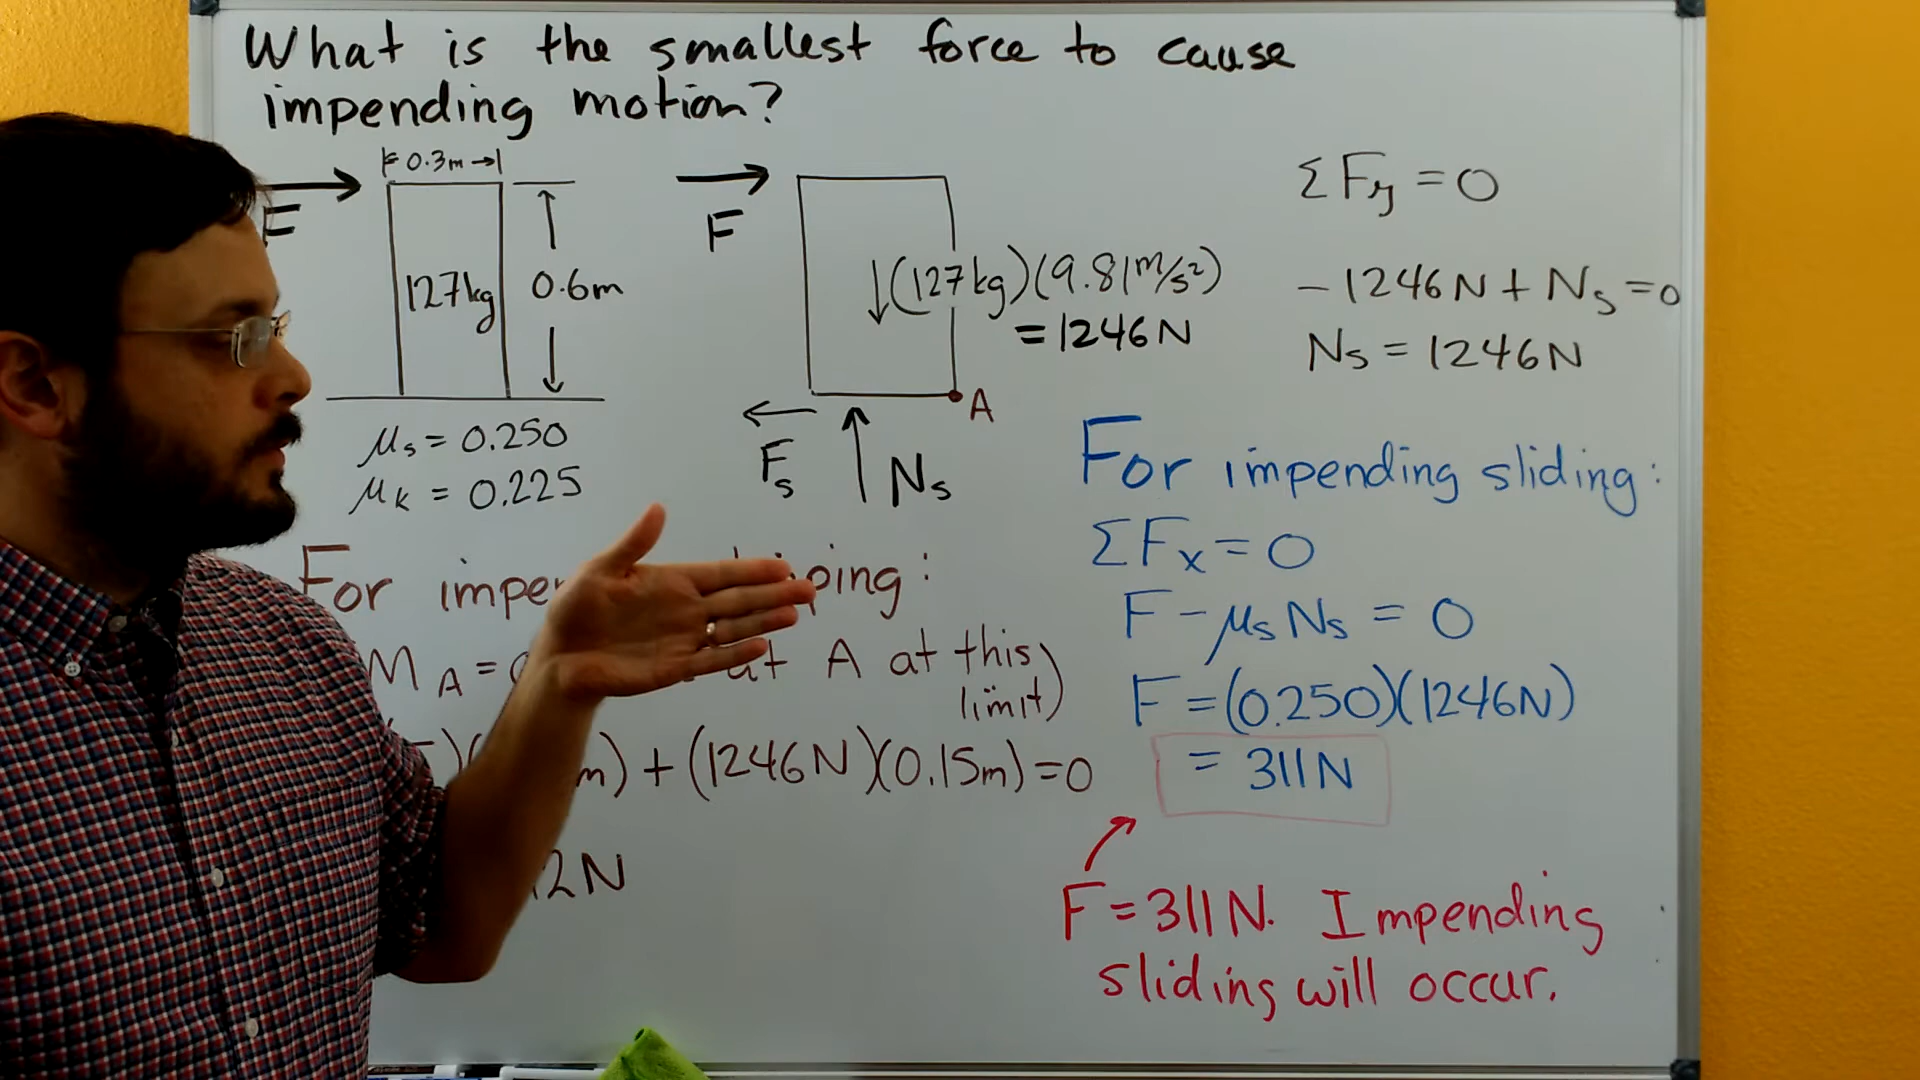 What is the smallest force to cause
impending motion?
0.3m
F
127kg
0.6m
μs = 0.250
μk = 0.225
F
↓(127kg)(9.81m/s²)
= 1246N
A
Fs
Ns
ΣFy = 0
-1246N + Ns = 0
Ns = 1246N
For impending sliding:
ΣFx = 0
F - μs Ns = 0
F = (0.250)(1246N)
= 311N
F = 311N. Impending
sliding will occur.
For
MA = at A at this
limit)
m) + (1246N)(0.15m) = 0
2N